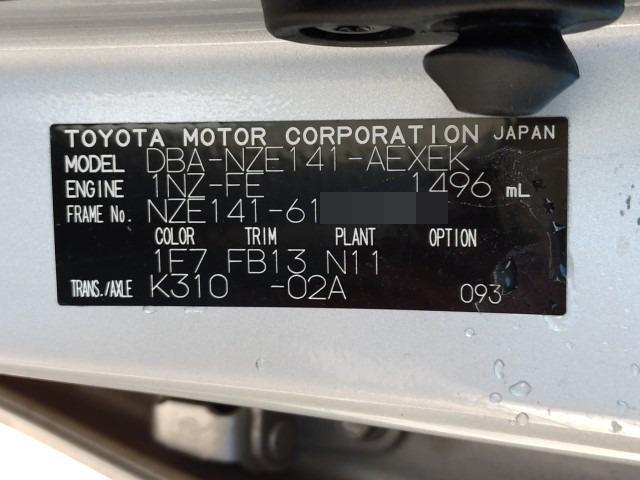 TOYOTA MOTOR CORPORATION JAPAN
MODEL DBA-NZE141-AEXEK
ENGINE 1NZ-FE 1496 mL
FRAME No. NZE141-61
COLOR TRIM PLANT OPTION
1E7 FB13 N11
TRANS./AXLE K310 -02A 093